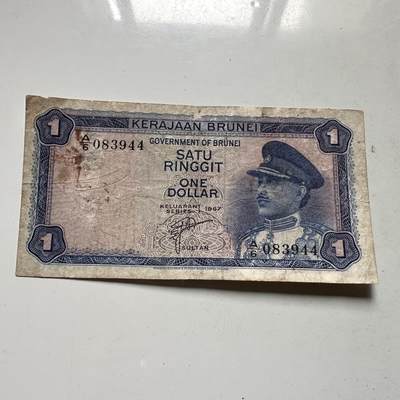 1
KERAJAAN BRUNEI
GOVERNMENT OF BRUNEI
A/6 083944
SATU
RINGGIT
ONE
DOLLAR
KELUARAN
SERIES 1 1967
SULTAN
A/6 083944
1
1